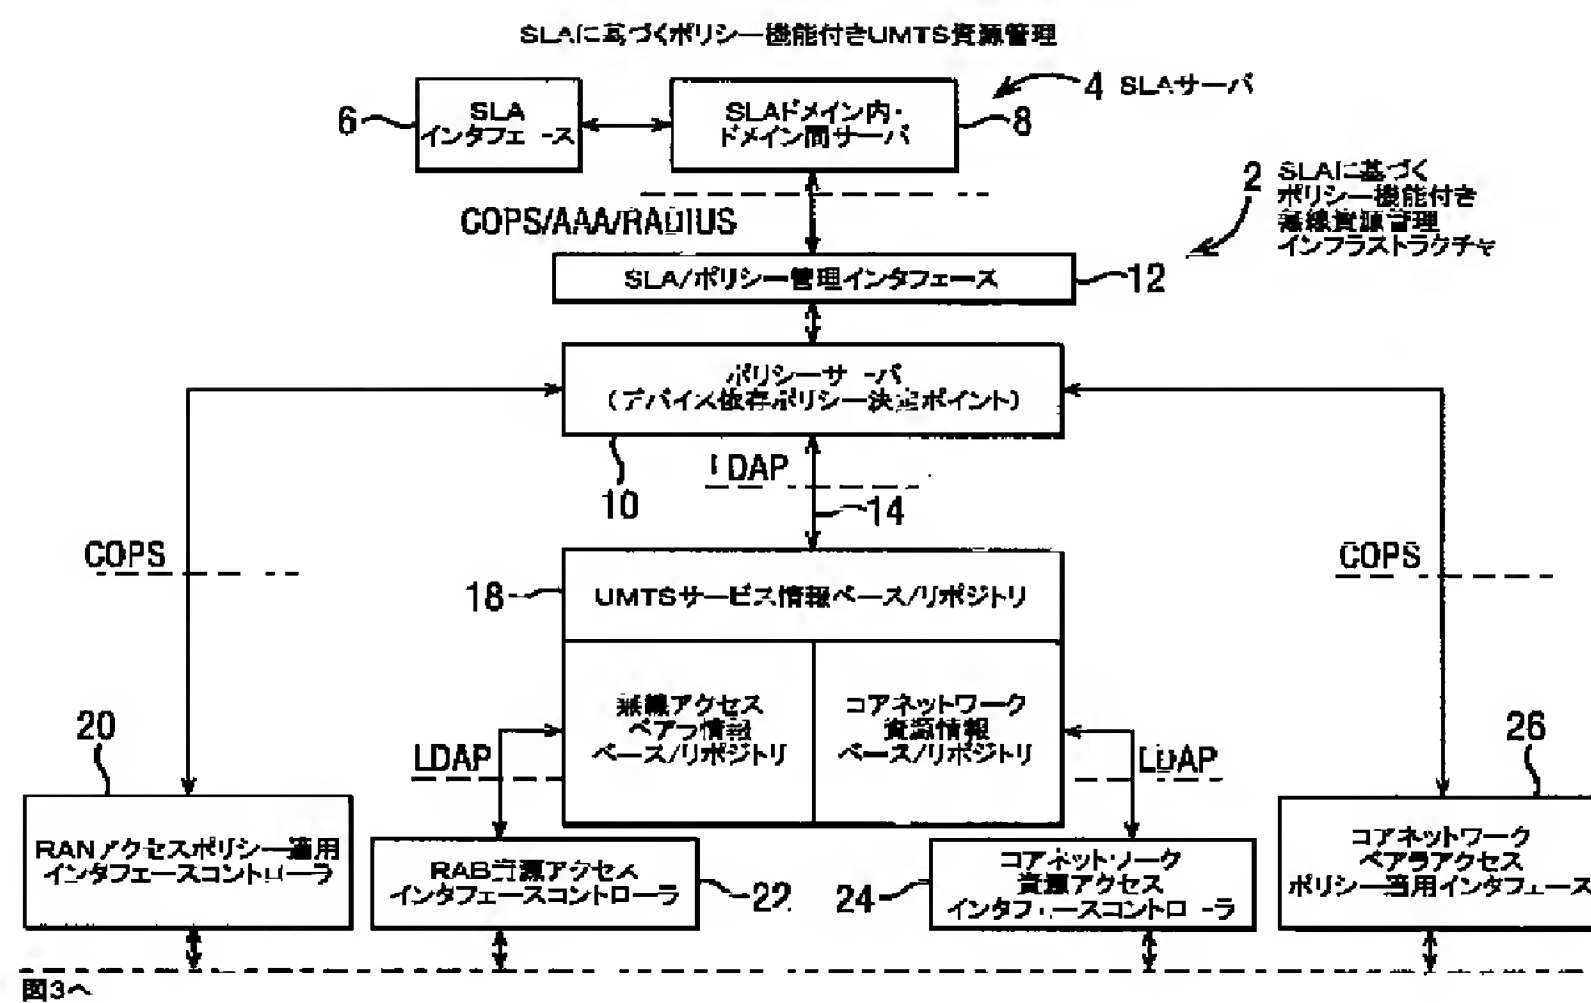 SLAに基づくポリシー機能付きUMTS資源管理
SLA
インタフェース
6
SLAドメイン内・
ドメイン間サーバ
8
4 SLAサーバ
2 SLAに基づく
ポリシー機能付き
無線資源管理
インフラストラクチャ
COPS/AAA/RADIUS
SLA/ポリシー管理インタフェース
12
ポリシーサーバ
(デバイス依存ポリシー決定ポイント)
10
LDAP
14
COPS
COPS
18
UMTSサービス情報ベース/リポジトリ
無線アクセス
ベアラ情報
ベース/リポジトリ
コアネットワーク
資源情報
ベース/リポジトリ
LDAP
LDAP
20
RANアクセスポリシー適用
インタフェースコントローラ
RAB資源アクセス
インタフェースコントローラ
22
24
コアネットワーク
資源アクセス
インタフェースコントローラ
26
コアネットワーク
ベアラアクセス
ポリシー適用インタフェース
図3へ